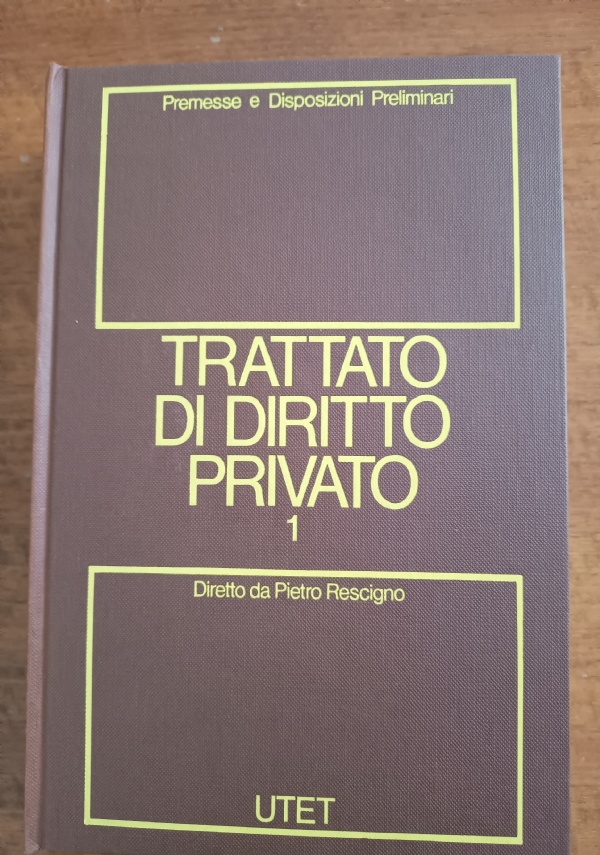 Premesse e Disposizioni Preliminari
TRATTATO
DI DIRITTO
PRIVATO
1
Diretto da Pietro Rescigno
UTET